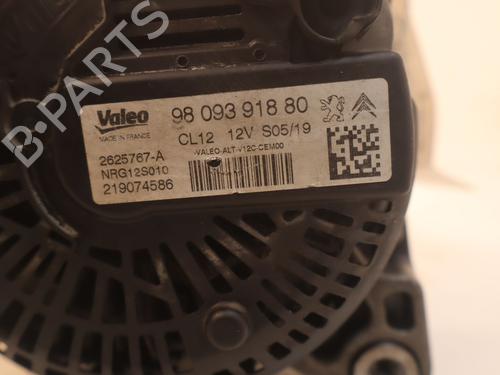 Valeo
MADE IN FRANCE
98 093 918 80
CL12 12V S05/19
-VALEO-ALT-V12C-CEM00
2625767-A
NRG12S010
219074586
B-PARTS